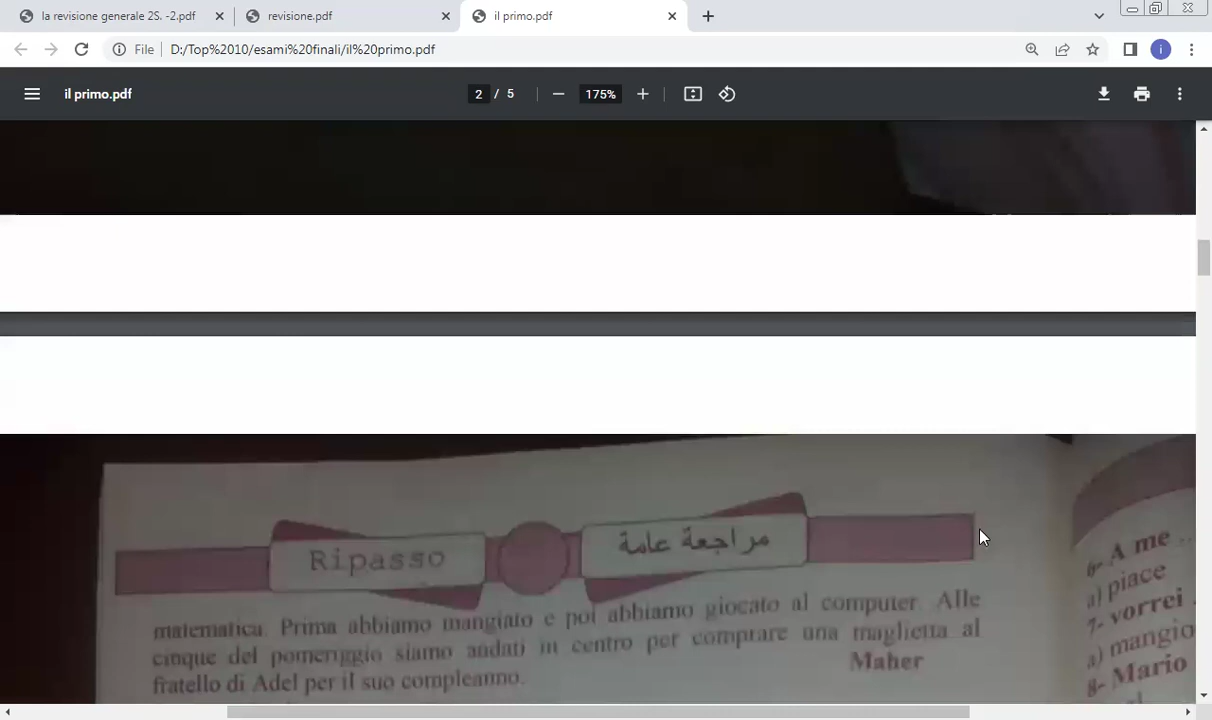 la revisione generale 2S. -2.pdf
revisione.pdf
il primo.pdf
File
D:/Top%2010/esami%20finali/il%20primo.pdf
i
il primo.pdf
2 / 5
175%
Ripasso
مراجعة عامة
matematica. Prima abbiamo mangiato e poi abbiamo giocato al computer. Alle
cinque del pomeriggio siamo andati in centro per comprare una maglietta al
fratello di Adel per il suo compleanno.
Maher
6- A me ..
a) piace
7- vorrei .
a) mangio
8- Mario